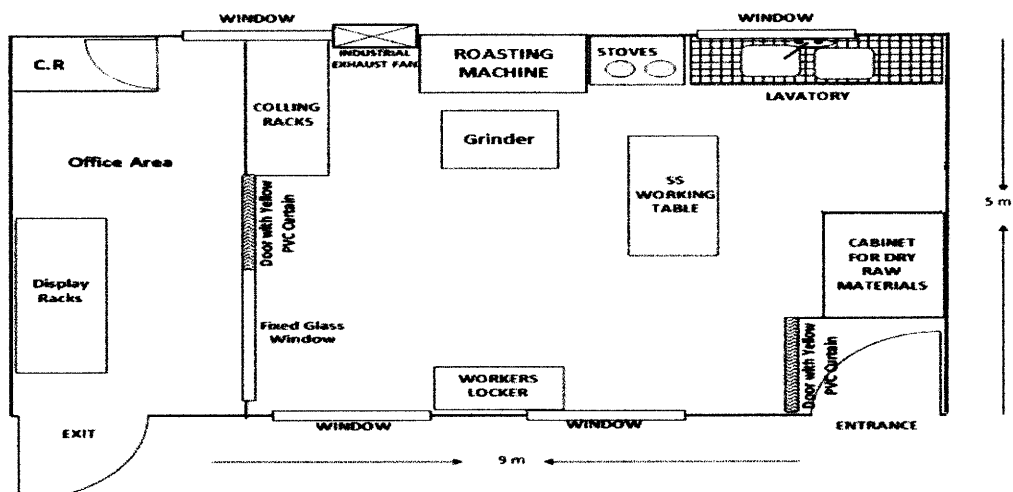 WINDOW
WINDOW
C.R
INDUSTRIAL
EXHAUST FAN
ROASTING
MACHINE
STOVES
LAVATORY
COLLING
RACKS
Grinder
Office Area
SS
WORKING
TABLE
5 m
Door with Yellow
PVC Curtain
CABINET
FOR DRY
RAW
MATERIALS
Display
Racks
Fixed Glass
Window
Door with Yellow
PVC Curtain
WORKERS
LOCKER
EXIT
WINDOW
WINDOW
ENTRANCE
9 m